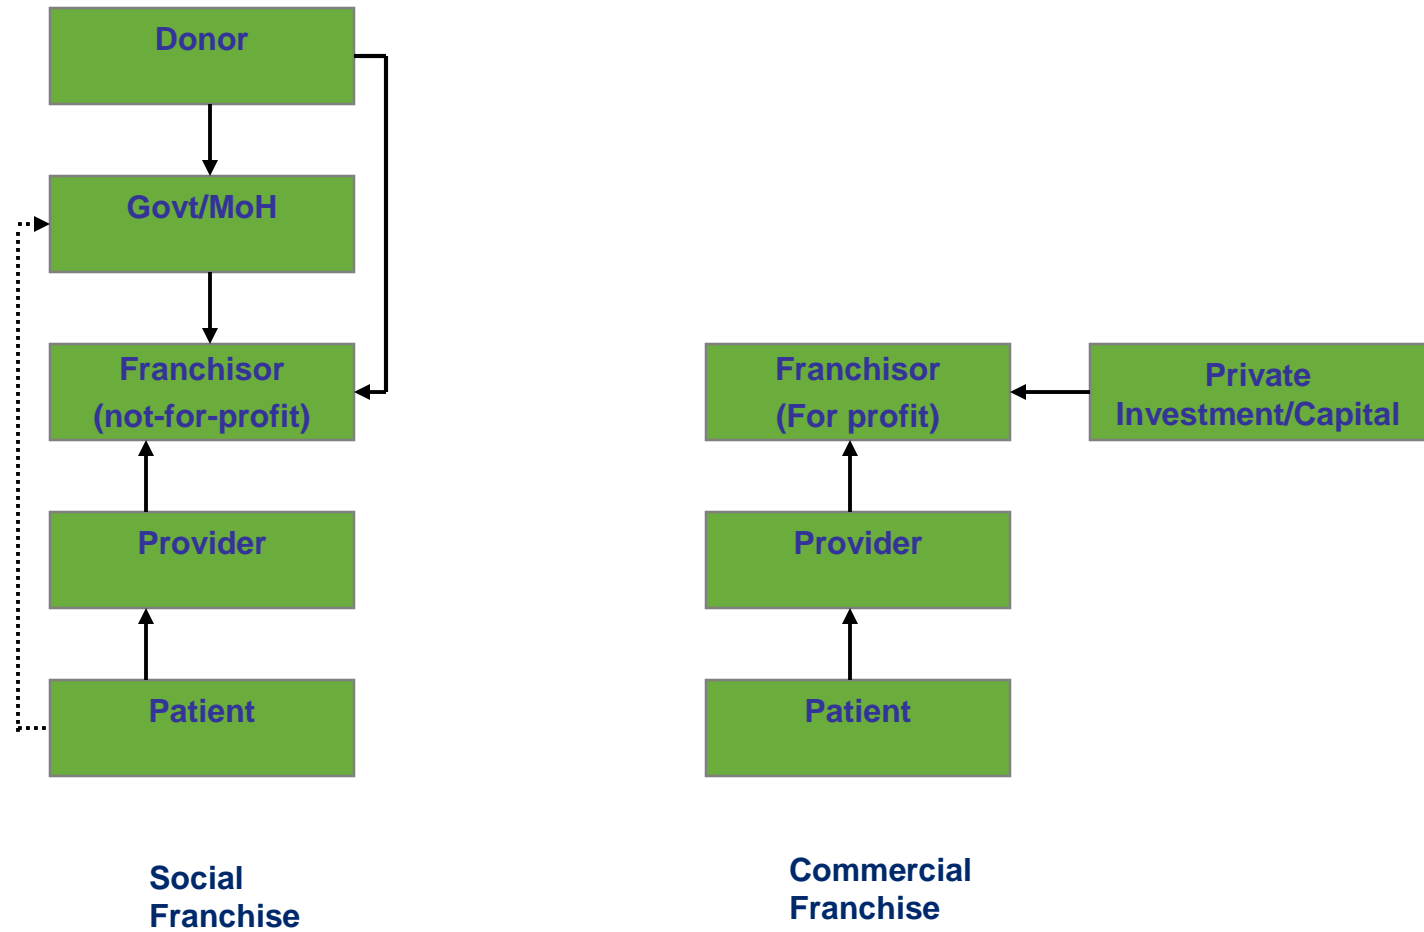 Donor
Govt/MoH
Franchisor
(not-for-profit)
Provider
Patient
Social
Franchise
Franchisor
(For profit)
Private
Investment/Capital
Provider
Patient
Commercial
Franchise